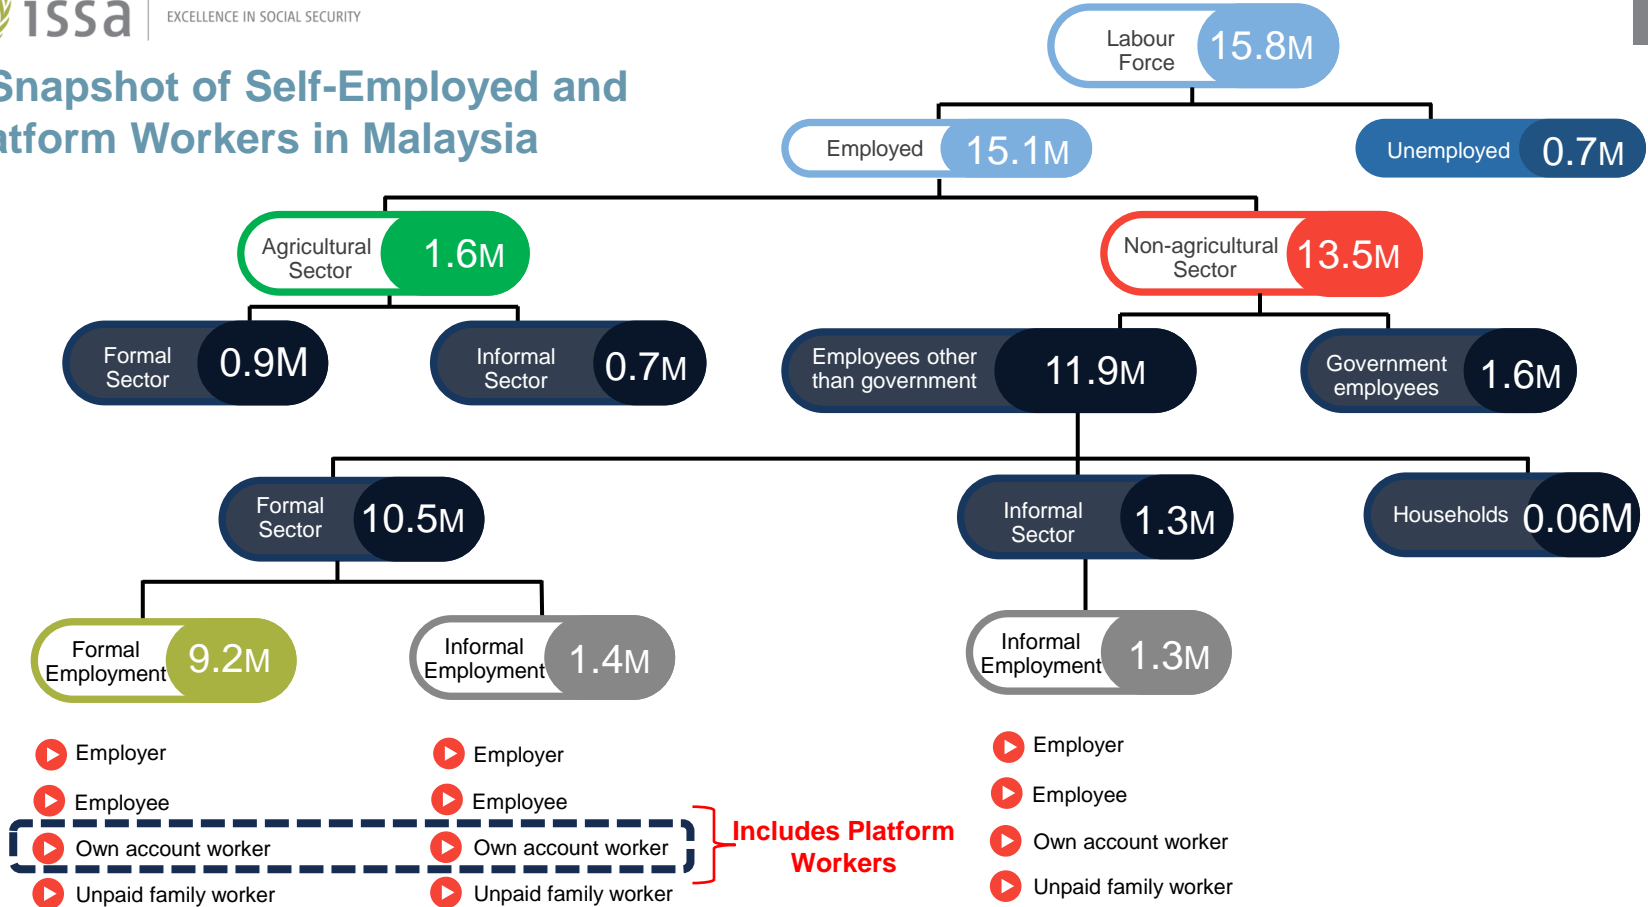 issa
EXCELLENCE IN SOCIAL SECURITY
Snapshot of Self-Employed and
atform Workers in Malaysia
Labour
Force
15.8M
Employed
15.1M
Unemployed
0.7M
Agricultural
Sector
1.6M
Non-agricultural
Sector
13.5M
Formal
Sector
0.9M
Informal
Sector
0.7M
Employees other
than government
11.9M
Government
employees
1.6M
Formal
Sector
10.5M
Informal
Sector
1.3M
Households
0.06M
Formal
Employment
9.2M
Informal
Employment
1.4M
Informal
Employment
1.3M
Employer
Employee
Own account worker
Unpaid family worker
Employer
Employee
Own account worker
Unpaid family worker
Includes Platform
Workers
Employer
Employee
Own account worker
Unpaid family worker